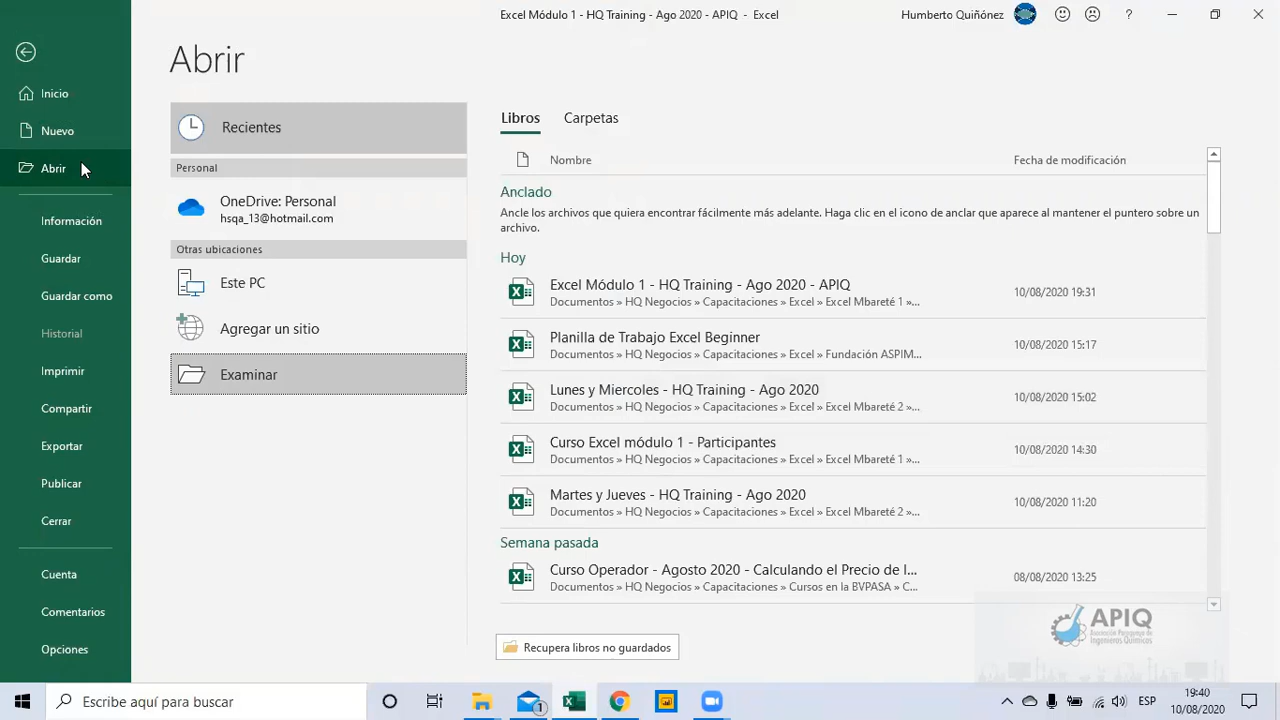 Excel Módulo 1 - HQ Training - Ago 2020 - APIQ - Excel
Humberto Quiñónez
?
Inicio
Nuevo
Abrir
Información
Guardar
Guardar como
Historial
Imprimir
Compartir
Exportar
Publicar
Cerrar
Cuenta
Comentarios
Opciones
Abrir
Recientes
Personal
OneDrive: Personal
hsqa_13@hotmail.com
Otras ubicaciones
Este PC
Agregar un sitio
Examinar
Libros
Carpetas
Nombre
Fecha de modificación
Anclado
Ancle los archivos que quiera encontrar fácilmente más adelante. Haga clic en el icono de anclar que aparece al mantener el puntero sobre un
archivo.
Hoy
Excel Módulo 1 - HQ Training - Ago 2020 - APIQ
Documentos » HQ Negocios » Capacitaciones » Excel » Excel Mbareté 1 »...
10/08/2020 19:31
Planilla de Trabajo Excel Beginner
Documentos » HQ Negocios » Capacitaciones » Excel » Fundación ASPIM...
10/08/2020 15:17
Lunes y Miercoles - HQ Training - Ago 2020
Documentos » HQ Negocios » Capacitaciones » Excel » Excel Mbareté 2 »...
10/08/2020 15:02
Curso Excel módulo 1 - Participantes
Documentos » HQ Negocios » Capacitaciones » Excel » Excel Mbareté 1 »...
10/08/2020 14:30
Martes y Jueves - HQ Training - Ago 2020
Documentos » HQ Negocios » Capacitaciones » Excel » Excel Mbareté 2 »...
10/08/2020 11:20
Semana pasada
Curso Operador - Agosto 2020 - Calculando el Precio de l...
Documentos » HQ Negocios » Capacitaciones » Cursos en la BVPASA » C...
08/08/2020 13:25
Recupera libros no guardados
APIQ
Asociación Paraguaya de
Ingenieros Químicos
Escribe aquí para buscar
1
ESP
19:40
10/08/2020